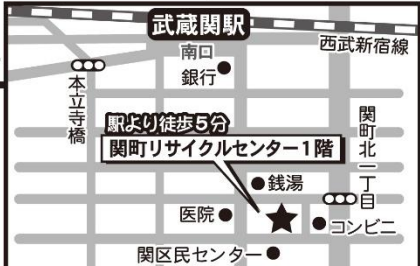 武蔵関駅
西武新宿線
南口
銀行
本立寺橋
駅より徒歩5分
関町リサイクルセンター1階
関町北一丁目
銭湯
医院
コンビニ
関区民センター